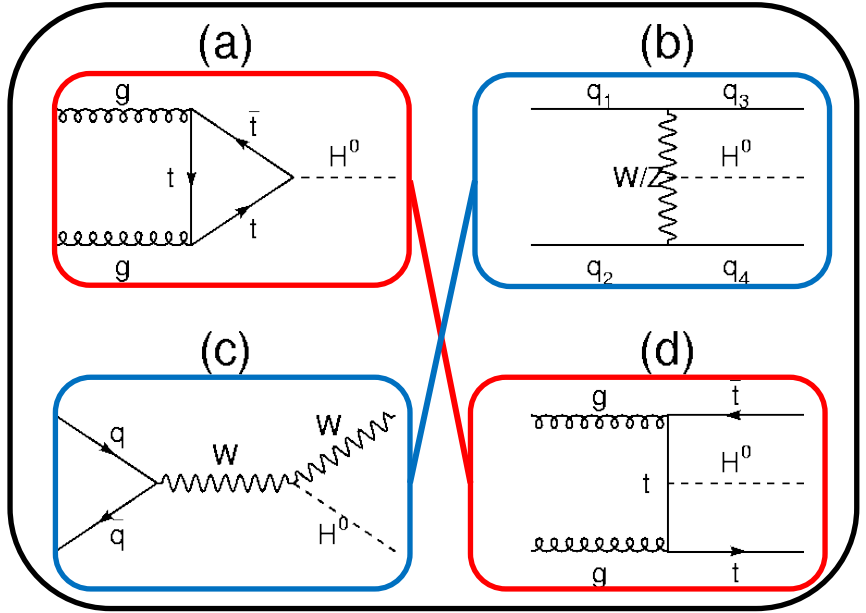 (a)
g
t̄
t
H⁰
t
g
(b)
q₁ q₃
W/Z
H⁰
q₂ q₄
(c)
q
W
W
q̄
H⁰
(d)
g
t̄
t
H⁰
g
t